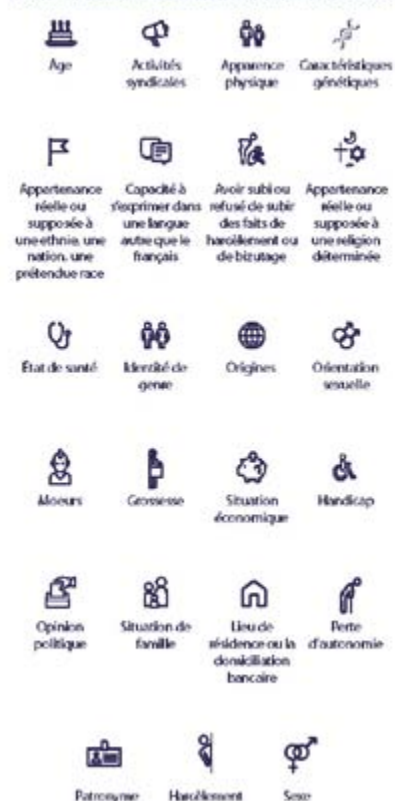 Age
Activités
syndicales
Apparence
physique
Caractéristiques
génétiques
Appartenance
réelle ou
supposée à
une ethnie, une
nation, une
prétendue race
Capacité à
s'exprimer dans
une langue
autre que le
français
Avoir subi ou
refusé de subir
des faits de
harcèlement ou
de bizutage
Appartenance
réelle ou
supposée à
une religion
déterminée
État de santé
Identité de
genre
Origines
Orientation
sexuelle
Moeurs
Grossesse
Situation
économique
Handicap
Opinion
politique
Situation de
famille
Lieu de
résidence ou la
domiciliation
bancaire
Perte
d'autonomie
Patronyme
Harcèlement
Sexe